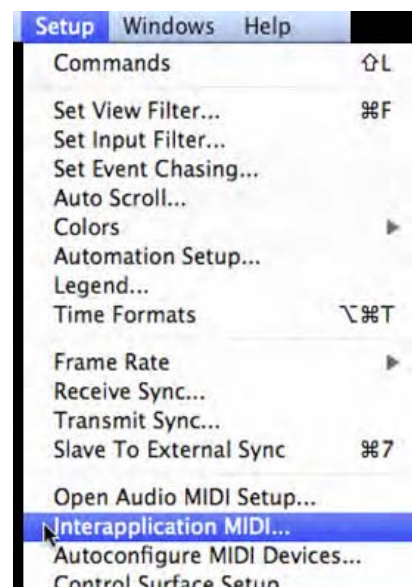 Setup Windows Help
Commands ⇧L
Set View Filter... ⌘F
Set Input Filter...
Set Event Chasing...
Auto Scroll...
Colors ▶
Automation Setup...
Legend...
Time Formats ⌥⌘T
Frame Rate ▶
Receive Sync...
Transmit Sync...
Slave To External Sync ⌘7
Open Audio MIDI Setup...
Interapplication MIDI...
Autoconfigure MIDI Devices...
Control Surface Setup